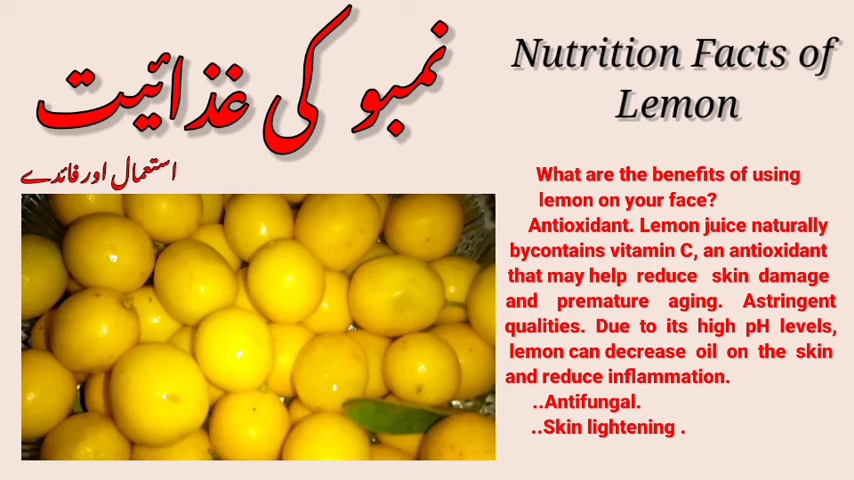 نمبو کی غذائیت
استعمال اور فائدے
Nutrition Facts of
Lemon
What are the benefits of using
lemon on your face?
Antioxidant. Lemon juice naturally
bycontains vitamin C, an antioxidant
that may help reduce skin damage
and premature aging. Astringent
qualities. Due to its high pH levels,
lemon can decrease oil on the skin
and reduce inflammation.
..Antifungal.
..Skin lightening .